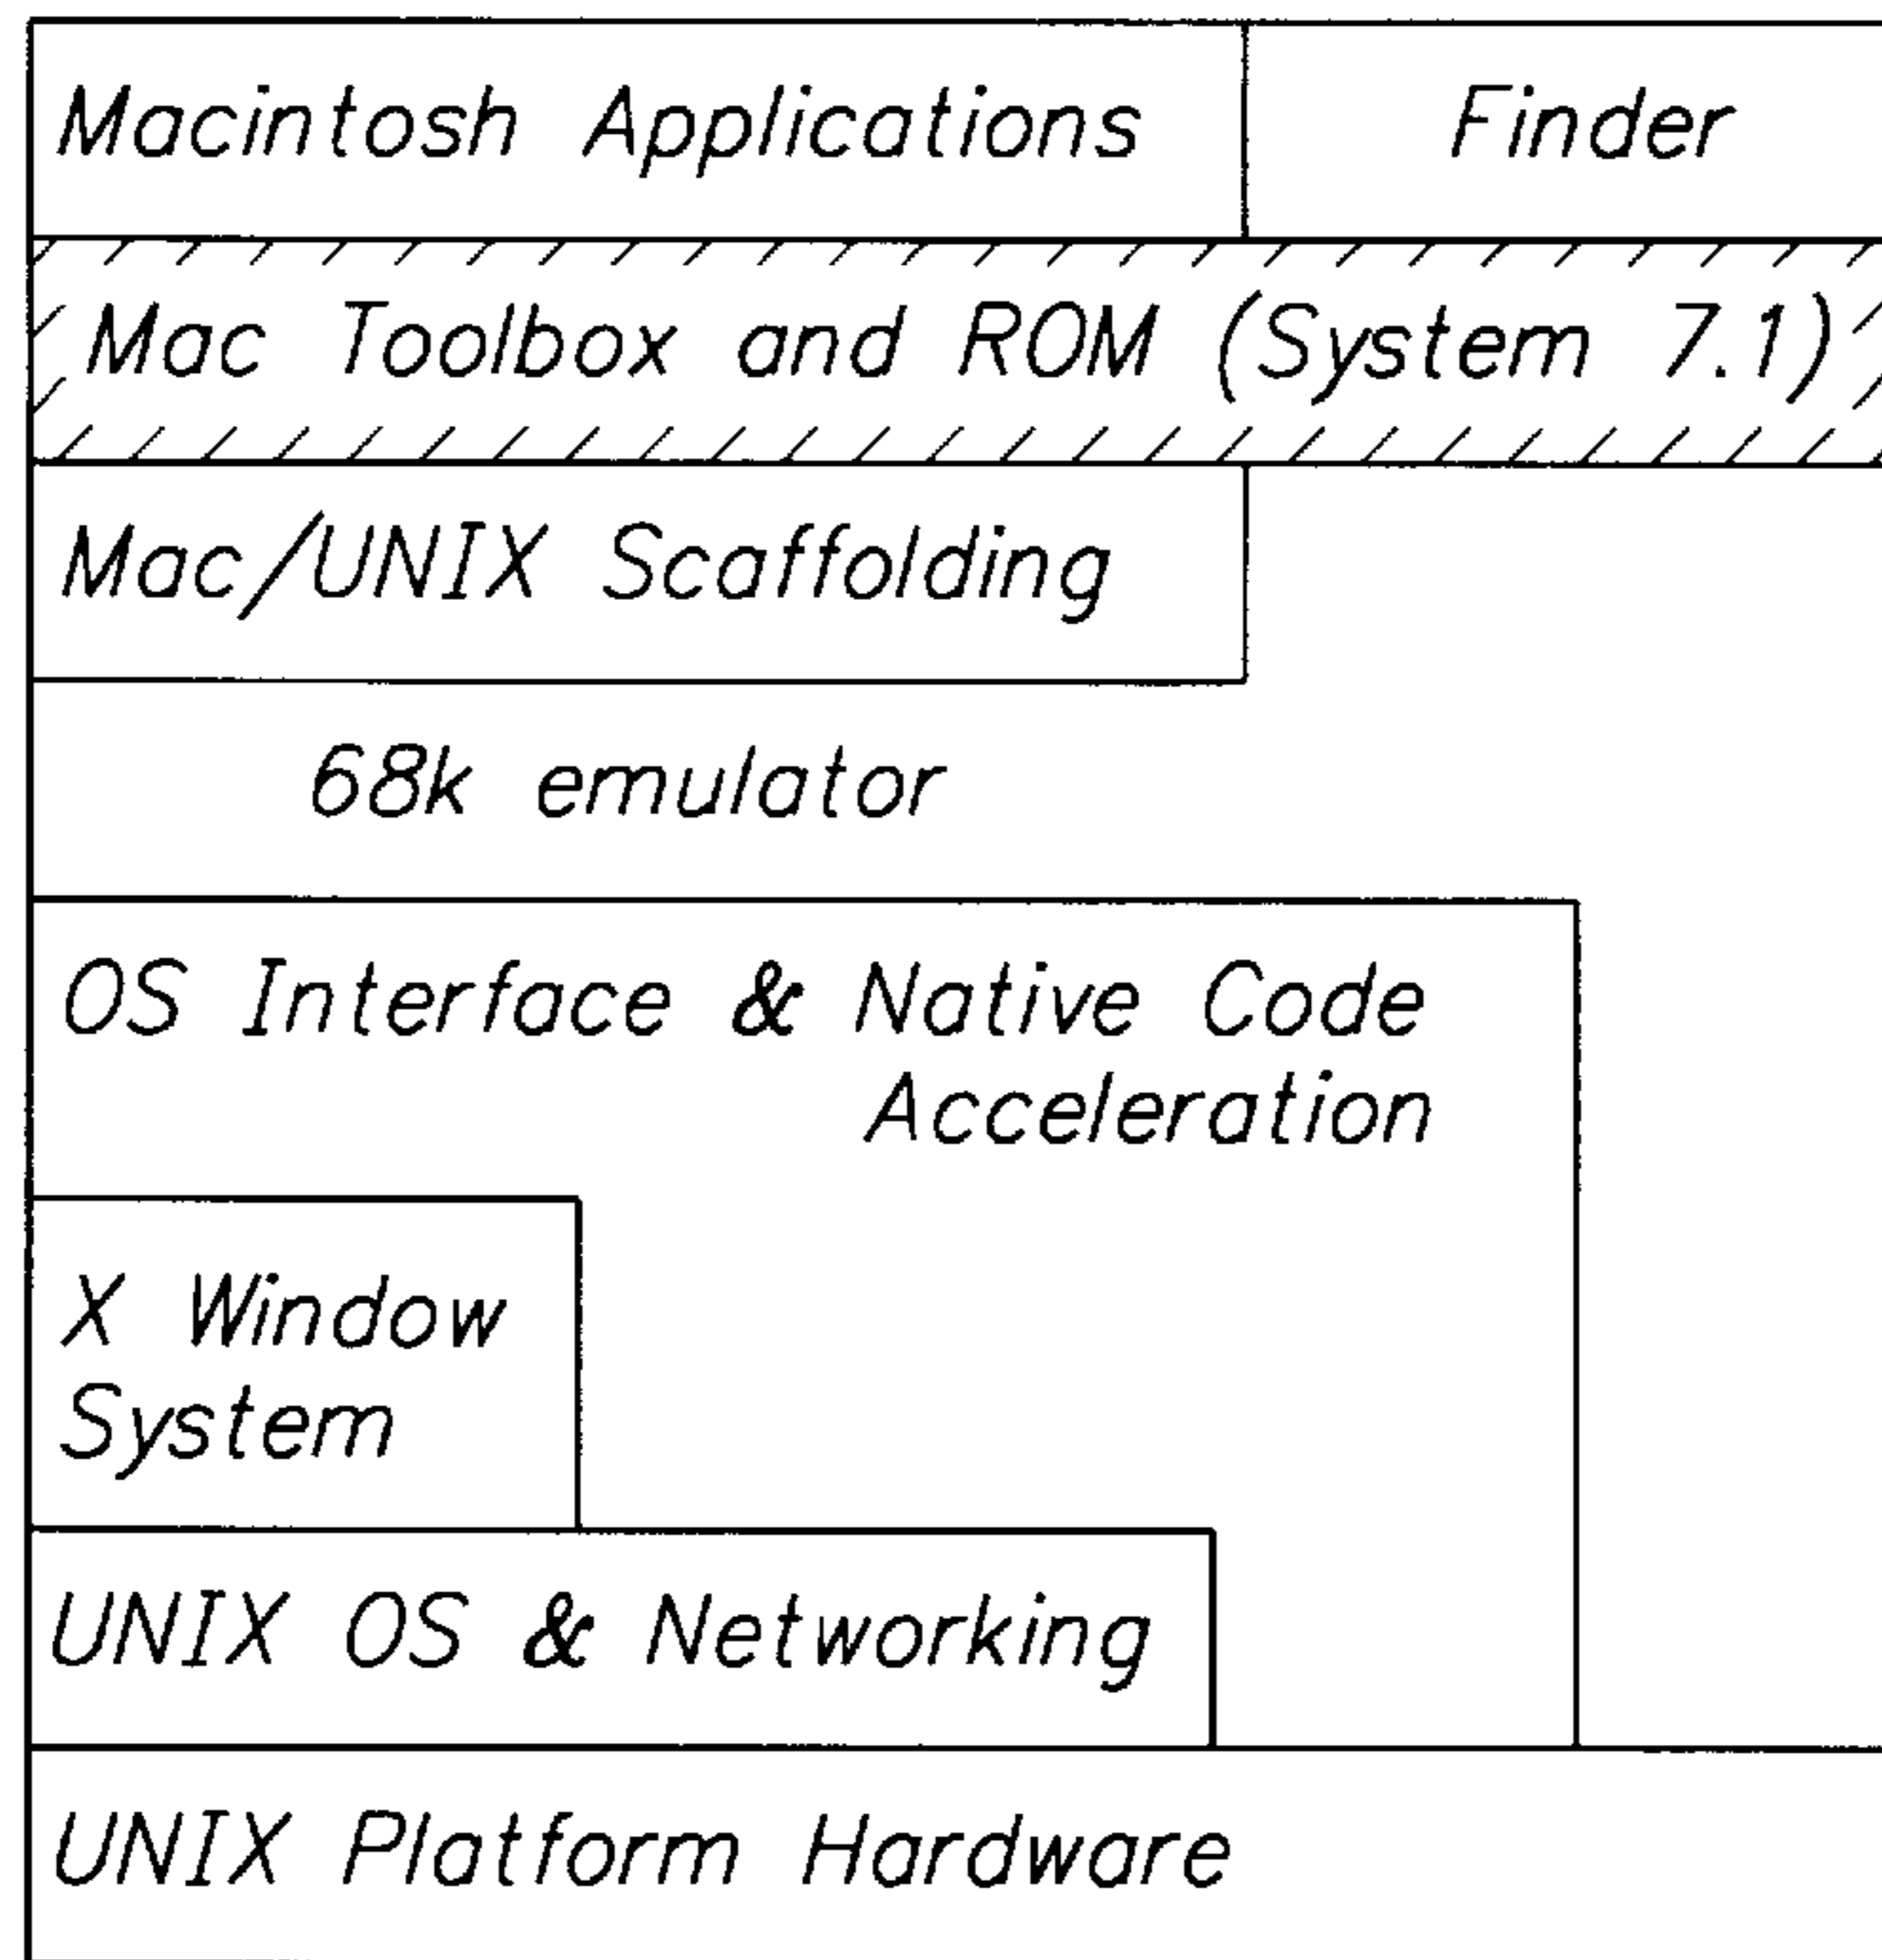 Macintosh Applications
Finder
Mac Toolbox and ROM (System 7.1)
Mac/UNIX Scaffolding
68k emulator
OS Interface & Native Code
Acceleration
X Window
System
UNIX OS & Networking
UNIX Platform Hardware